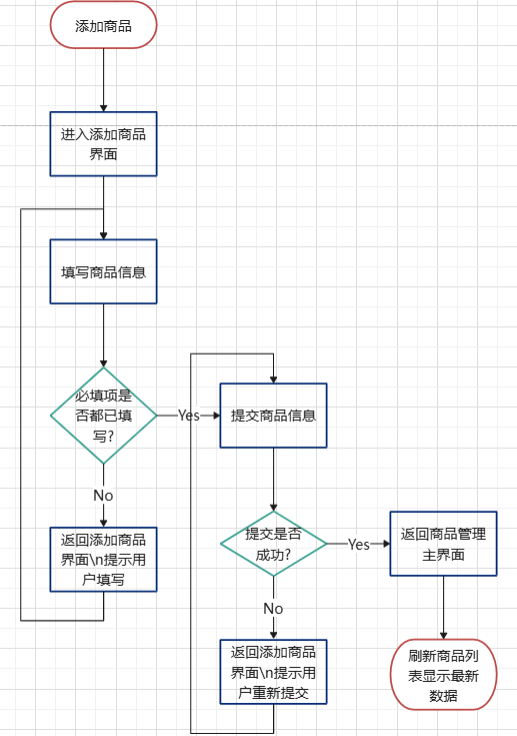 添加商品
进入添加商品
界面
填写商品信息
必填项是
否都已填
写?
Yes
提交商品信息
No
返回添加商品
界面\n提示用
户填写
提交是否
成功?
Yes
返回商品管理
主界面
No
返回添加商品
界面\n提示用
户重新提交
刷新商品列
表显示最新
数据